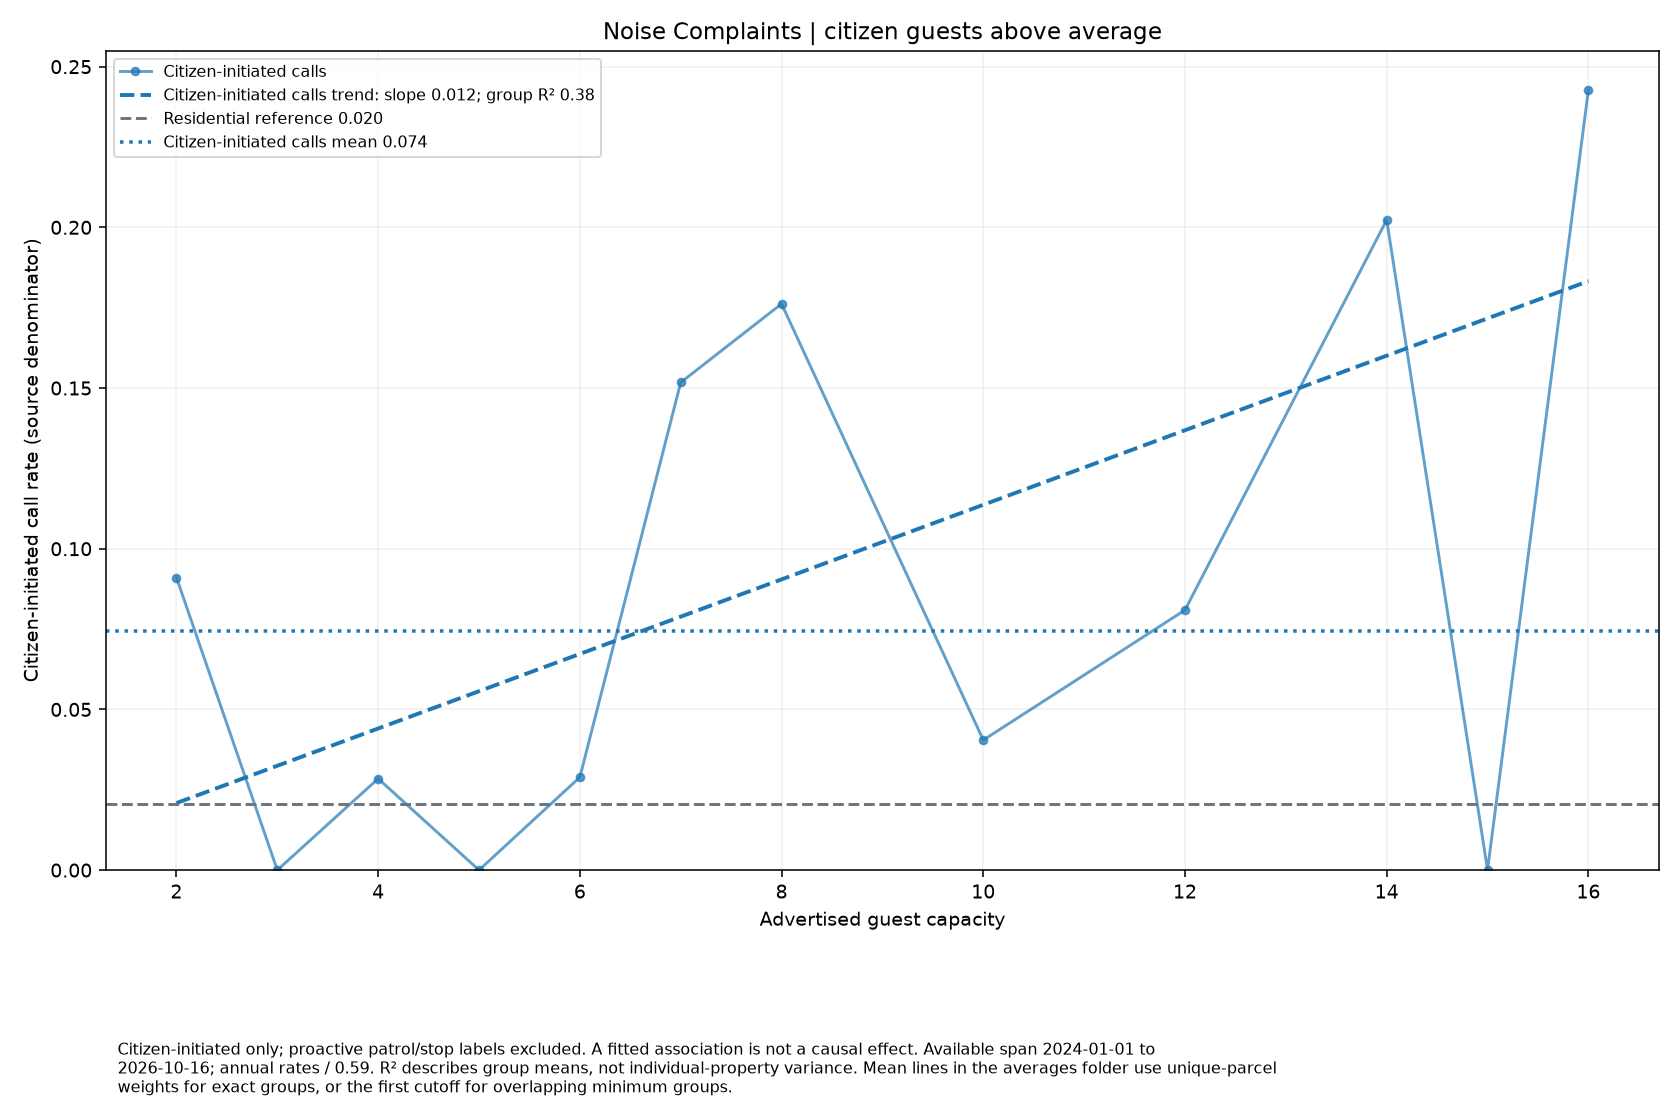 Noise Complaints | citizen guests above average
Citizen-initiated calls
Citizen-initiated calls trend: slope 0.012; group R² 0.38
Residential reference 0.020
Citizen-initiated calls mean 0.074
Citizen-initiated call rate (source denominator)
0.25
0.20
0.15
0.10
0.05
0.00
2 4 6 8 10 12 14 16
Advertised guest capacity
Citizen-initiated only; proactive patrol/stop labels excluded. A fitted association is not a causal effect. Available span 2024-01-01 to
2026-10-16; annual rates / 0.59. R² describes group means, not individual-property variance. Mean lines in the averages folder use unique-parcel
weights for exact groups, or the first cutoff for overlapping minimum groups.